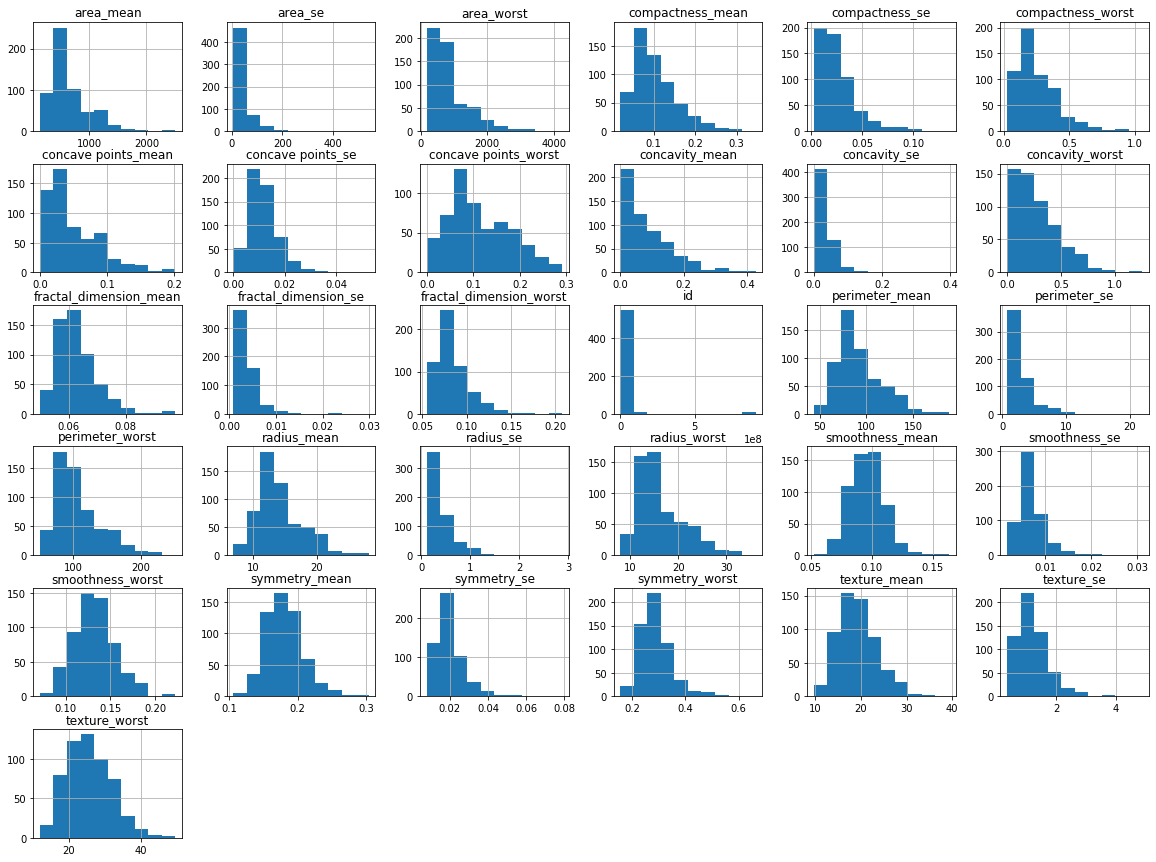 area_mean area_se area_worst compactness_mean compactness_se compactness_worst
200 400 200 150 200 200
400 150 150 150
300 100 100
100 200 100 100 50 50 50
100
0 0 0 0 0 0
1000 2000 0 200 400 0 2000 4000 0.1 0.2 0.3 0.00 0.05 0.10 0.0 0.5 1.0
concave points_mean concave points_se concave points_worst concavity_mean concavity_se concavity_worst
150 200 100 200 400 150
150 150 300
100 100 100 200 100
50 50 50 50 100 50
0 0 0 0 0 0
0.0 0.1 0.2 0.00 0.02 0.04 0.0 0.1 0.2 0.3 0.0 0.2 0.4 0.0 0.2 0.4 0.0 0.5 1.0
fractal_dimension_mean fractal_dimension_se fractal_dimension_worst id perimeter_mean perimeter_se
150 300 200 400 150 300
100 200 100 200 100 200
50 100 50 100
0 0 0 0 0 0
0.06 0.08 0.00 0.01 0.02 0.03 0.05 0.10 0.15 0.20 0 5 50 100 150 0 10 20
1e8
perimeter_worst radius_mean radius_se radius_worst smoothness_mean smoothness_se
150 150 300 150 150 300
100 100 200 100 100 200
50 50 100 50 50 100
0 0 0 0 0 0
100 200 10 20 0 1 2 3 10 20 30 0.05 0.10 0.15 0.00 0.01 0.02 0.03
smoothness_worst symmetry_mean symmetry_se symmetry_worst texture_mean texture_se
150 150 200 200 150 200
100 100 100 150 100 150
50 50 100 50 100
50 50
0 0 0 0 0 0
0.10 0.15 0.20 0.1 0.2 0.3 0.02 0.04 0.06 0.08 0.2 0.4 0.6 10 20 30 40 2 4
texture_worst
100
50
0
20 40